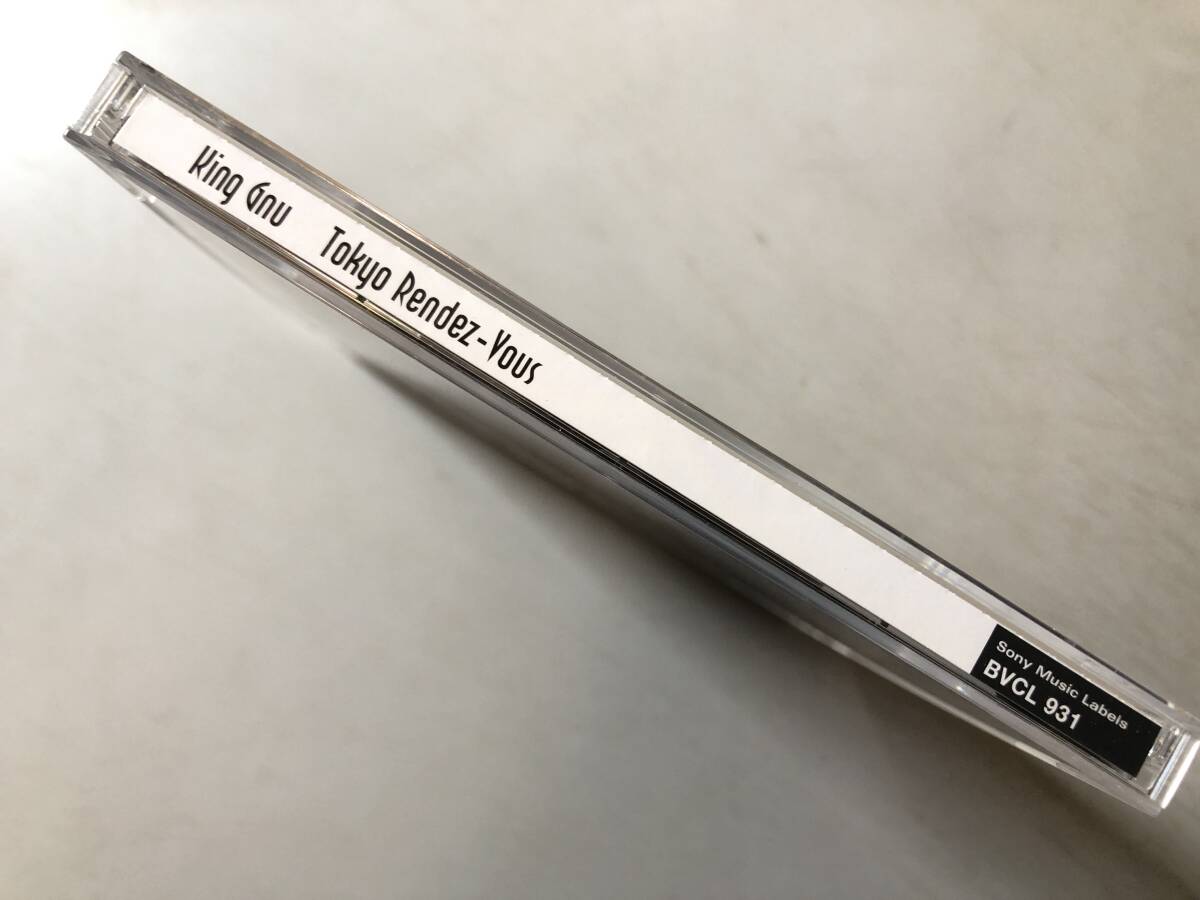 King Gnu Tokyo Rendez-Vous
Sony Music Labels
BVCL 931